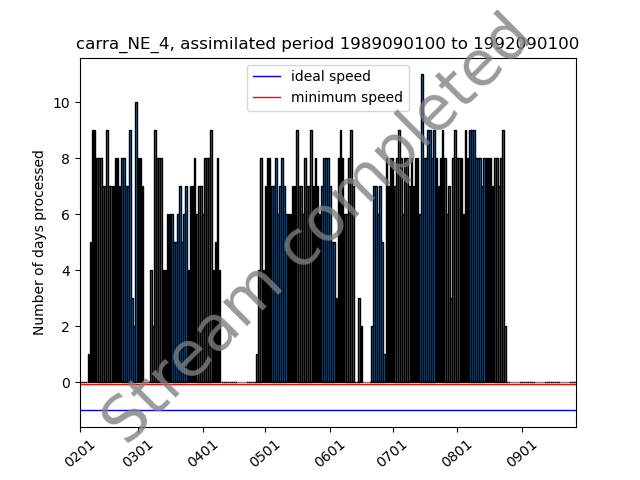 carra_NE_4, assimilated period 1989090100 to 1992090100
ideal speed
minimum speed
Number of days processed
10
8
6
4
2
0
0201 0301 0401 0501 0601 0701 0801 0901
Stream completed